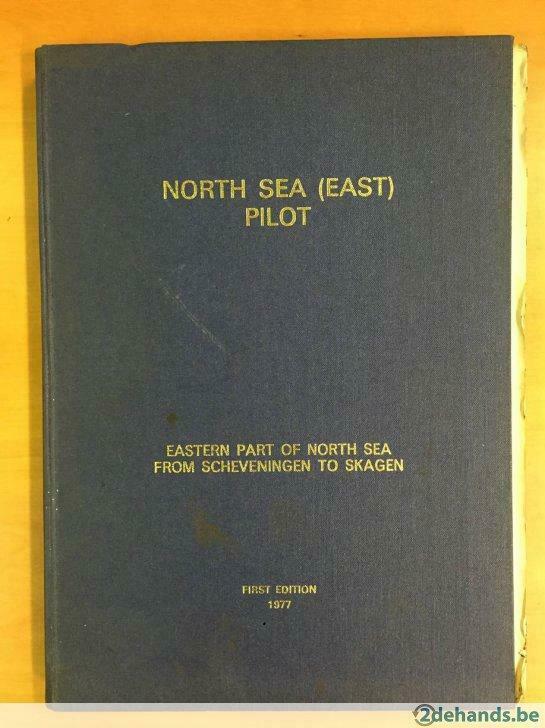 NORTH SEA (EAST)
PILOT
EASTERN PART OF NORTH SEA
FROM SCHEVENINGEN TO SKAGEN
FIRST EDITION
1977
2dehands.be